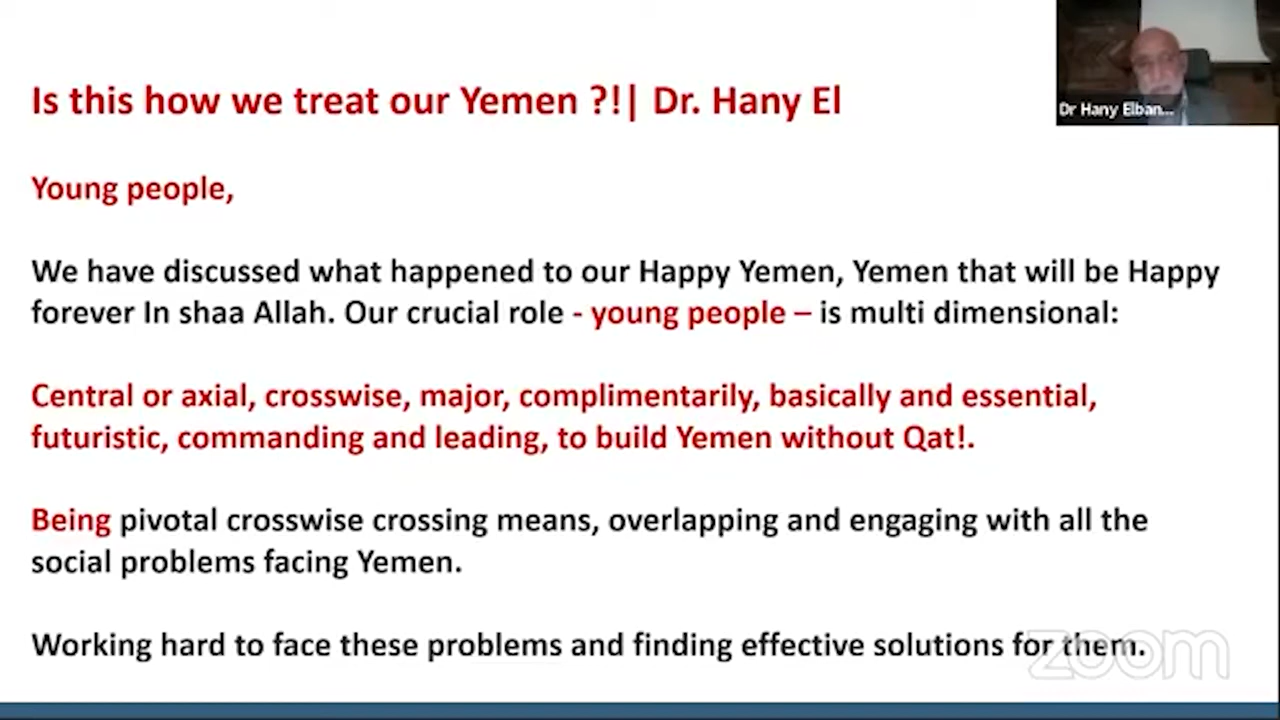 Is this how we treat our Yemen ?!| Dr. Hany El
Dr Hany Elban...
Young people,
We have discussed what happened to our Happy Yemen, Yemen that will be Happy
forever In shaa Allah. Our crucial role - young people – is multi dimensional:
Central or axial, crosswise, major, complimentarily, basically and essential,
futuristic, commanding and leading, to build Yemen without Qat!.
Being pivotal crosswise crossing means, overlapping and engaging with all the
social problems facing Yemen.
Working hard to face these problems and finding effective solutions for them.
zoom